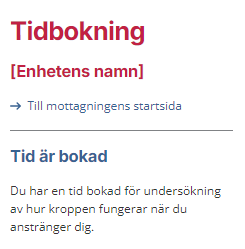 Tidbokning
[Enhetens namn]
→ Till mottagningens startsida
Tid är bokad
Du har en tid bokad för undersökning
av hur kroppen fungerar när du
anstränger dig.